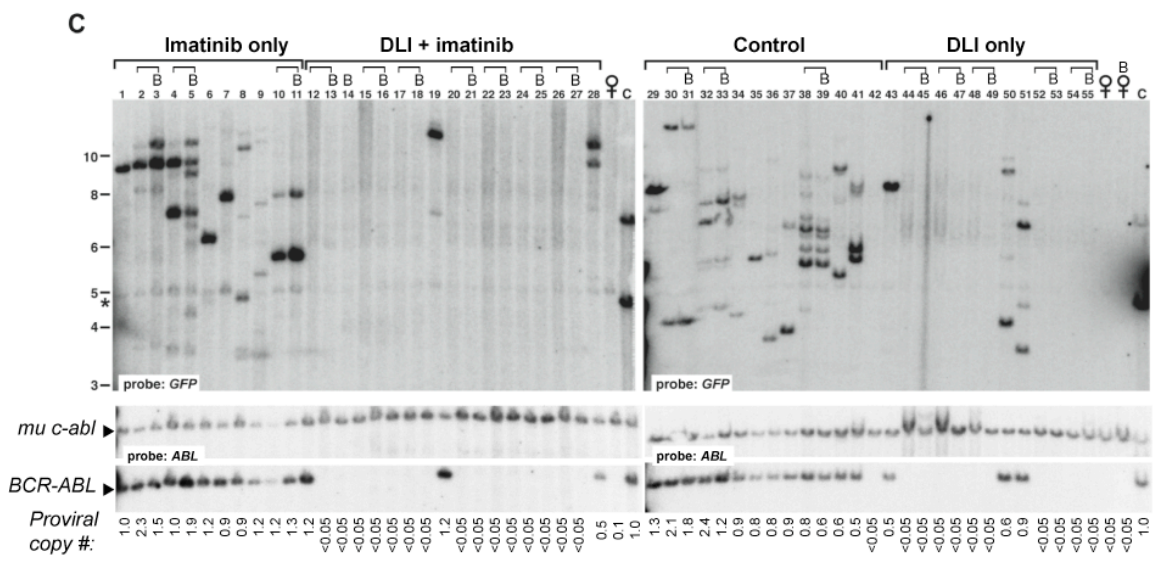 C
Imatinib only DLI + imatinib Control DLI only
B B B B B B B B B B B B B B B B B B B
1 2 3 4 5 6 7 8 9 10 11 12 13 14 15 16 17 18 19 20 21 22 23 24 25 26 27 28 ♀ C 29 30 31 32 33 34 35 36 37 38 39 40 41 42 43 44 45 46 47 48 49 50 51 52 53 54 55 ♀ ♀ C
10
8
6
5
*
4
3
probe: GFP probe: GFP
mu c-abl
probe: ABL probe: ABL
BCR-ABL
Proviral copy #:
1.0 2.3 1.5 1.0 1.9 1.2 0.9 0.9 1.2 1.2 1.3 1.2 <0.05 <0.05 <0.05 <0.05 <0.05 <0.05 <0.05 1.2 <0.05 <0.05 <0.05 <0.05 <0.05 <0.05 <0.05 <0.05 0.5 0.1 1.0 1.3 2.1 1.8 2.4 1.2 0.9 0.8 0.8 0.9 0.8 0.6 0.6 0.5 <0.05 0.5 <0.05 <0.05 <0.05 <0.05 <0.05 <0.05 0.6 0.9 <0.05 <0.05 <0.05 <0.05 <0.05 <0.05 1.0